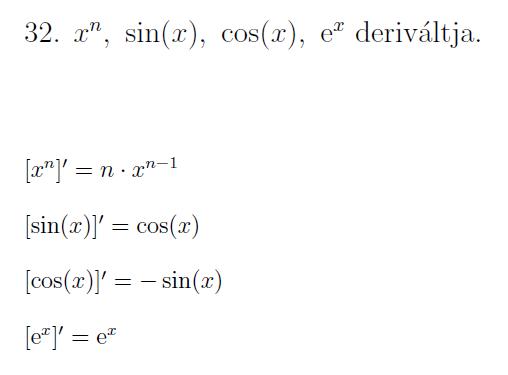 32. xⁿ, sin(x), cos(x), eˣ deriváltja.
[xⁿ]′ = n · xⁿ⁻¹
[sin(x)]′ = cos(x)
[cos(x)]′ = − sin(x)
[eˣ]′ = eˣ